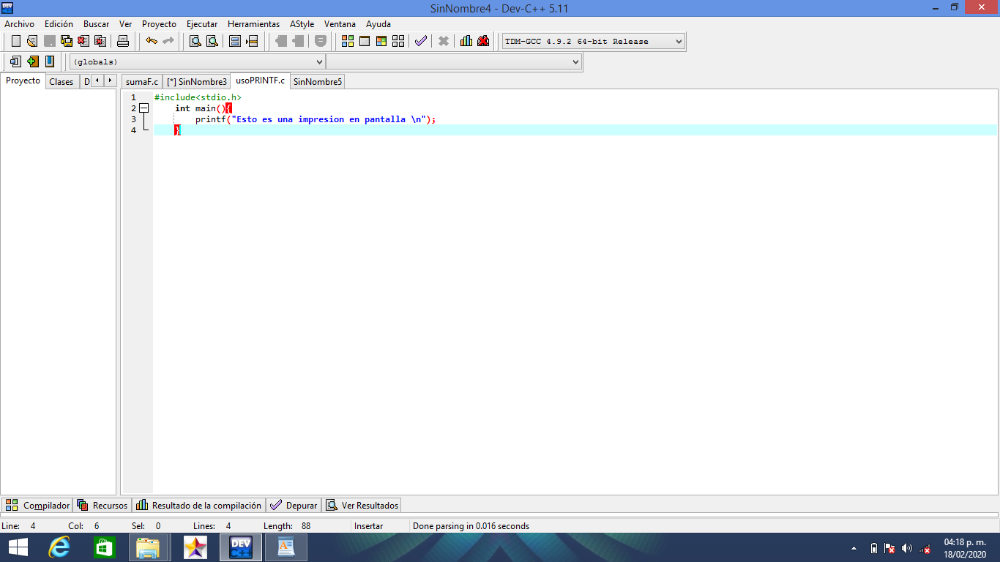 SinNombre4 - Dev-C++ 5.11
Archivo Edición Buscar Ver Proyecto Ejecutar Herramientas AStyle Ventana Ayuda
TDM-GCC 4.9.2 64-bit Release
(globals)
Proyecto Clases D sumaF.c [*] SinNombre3 usoPRINTF.c SinNombre5
1 #include<stdio.h>
2 int main(){
3 printf("Esto es una impresion en pantalla \n");
4 }
Compilador Recursos Resultado de la compilación Depurar Ver Resultados
Line: 4 Col: 6 Sel: 0 Lines: 4 Length: 88 Insertar Done parsing in 0.016 seconds
DEV C++
04:18 p. m.
18/02/2020